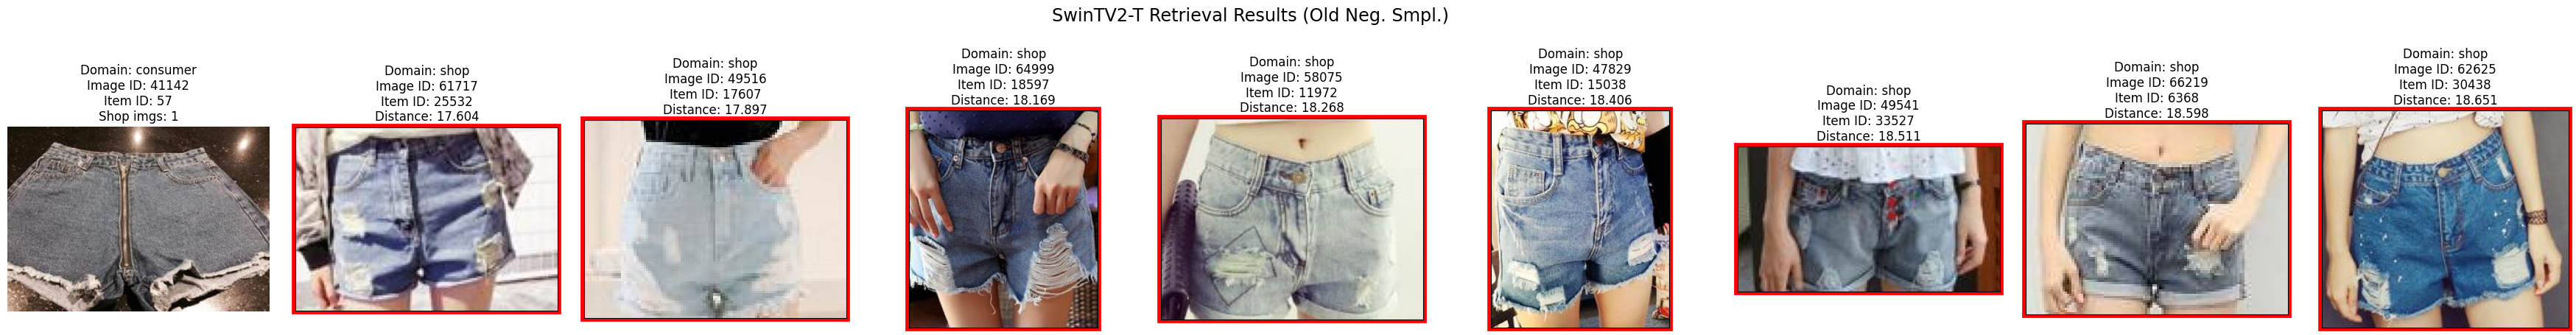 SwinTV2-T Retrieval Results (Old Neg. Smpl.)
Domain: consumer
Image ID: 41142
Item ID: 57
Shop imgs: 1
Domain: shop
Image ID: 61717
Item ID: 25532
Distance: 17.604
Domain: shop
Image ID: 49516
Item ID: 17607
Distance: 17.897
Domain: shop
Image ID: 64999
Item ID: 18597
Distance: 18.169
Domain: shop
Image ID: 58075
Item ID: 11972
Distance: 18.268
Domain: shop
Image ID: 47829
Item ID: 15038
Distance: 18.406
Domain: shop
Image ID: 49541
Item ID: 33527
Distance: 18.511
Domain: shop
Image ID: 66219
Item ID: 6368
Distance: 18.598
Domain: shop
Image ID: 62625
Item ID: 30438
Distance: 18.651